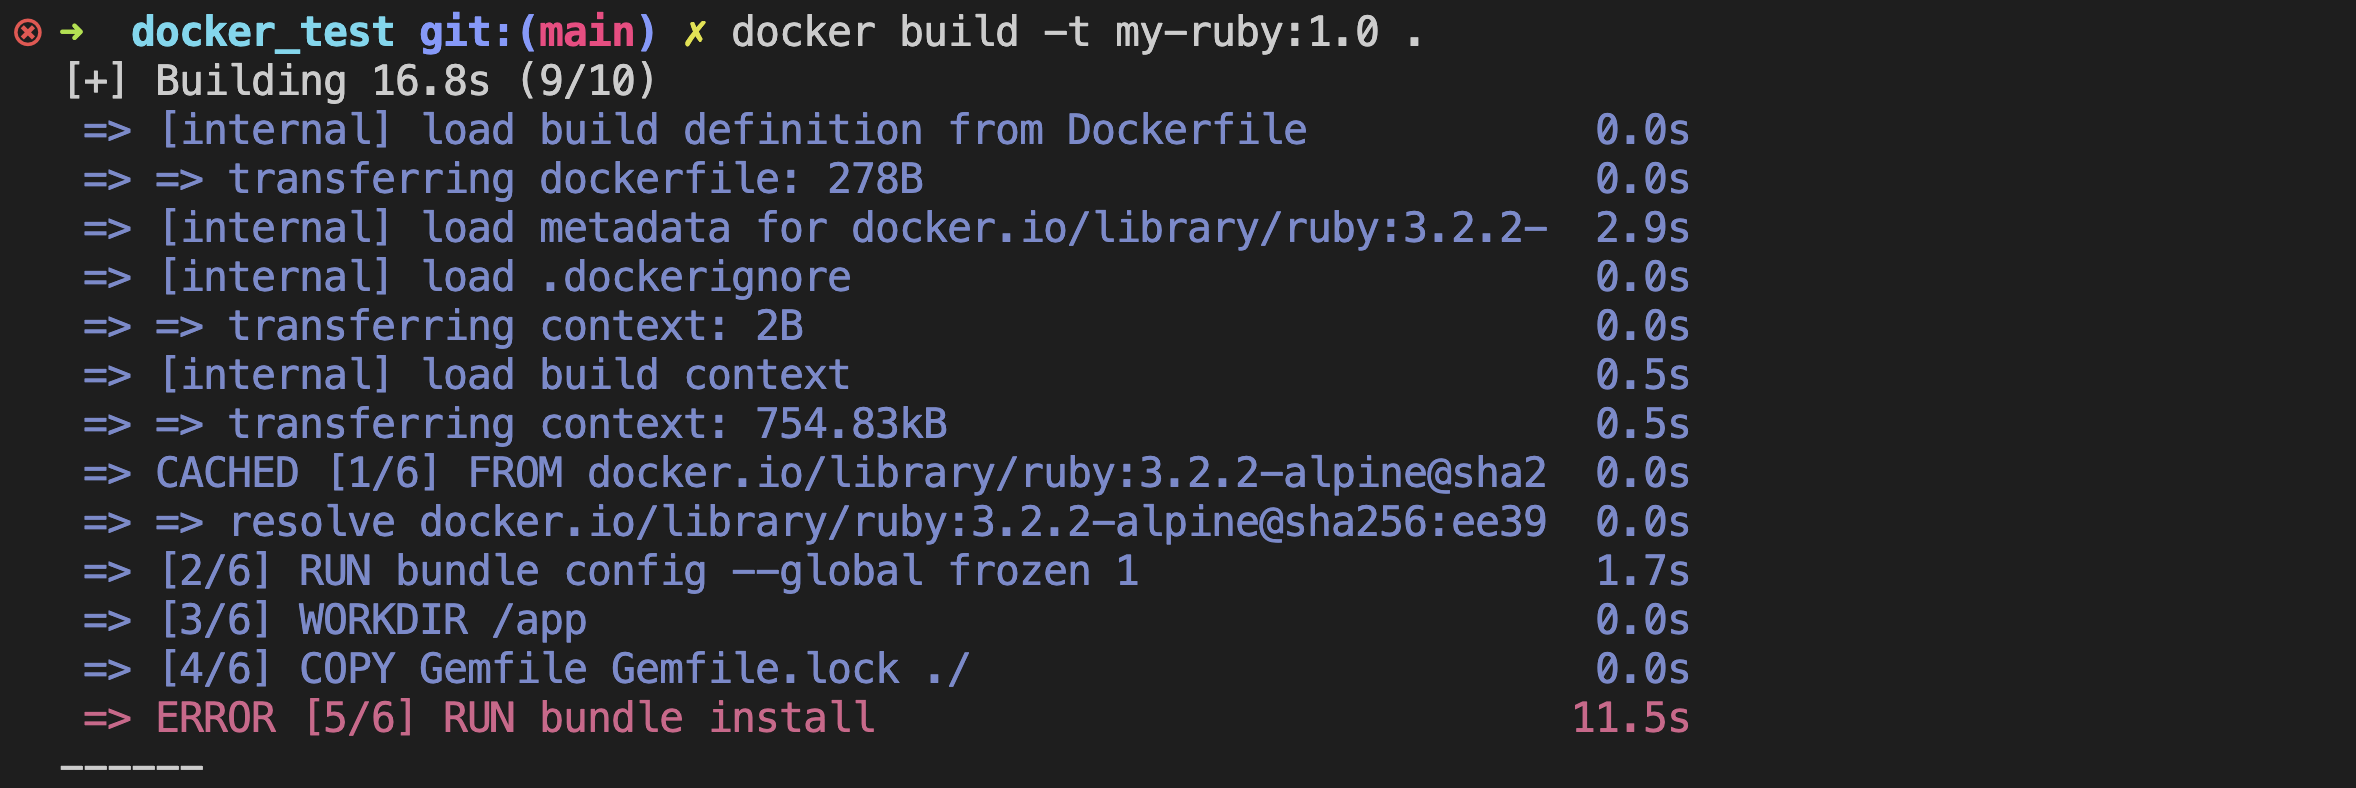 ➜ docker_test git:(main) ✗ docker build -t my-ruby:1.0 .
[+] Building 16.8s (9/10)
=> [internal] load build definition from Dockerfile 0.0s
=> => transferring dockerfile: 278B 0.0s
=> [internal] load metadata for docker.io/library/ruby:3.2.2- 2.9s
=> [internal] load .dockerignore 0.0s
=> => transferring context: 2B 0.0s
=> [internal] load build context 0.5s
=> => transferring context: 754.83kB 0.5s
=> CACHED [1/6] FROM docker.io/library/ruby:3.2.2-alpine@sha2 0.0s
=> => resolve docker.io/library/ruby:3.2.2-alpine@sha256:ee39 0.0s
=> [2/6] RUN bundle config --global frozen 1 1.7s
=> [3/6] WORKDIR /app 0.0s
=> [4/6] COPY Gemfile Gemfile.lock ./ 0.0s
=> ERROR [5/6] RUN bundle install 11.5s
------